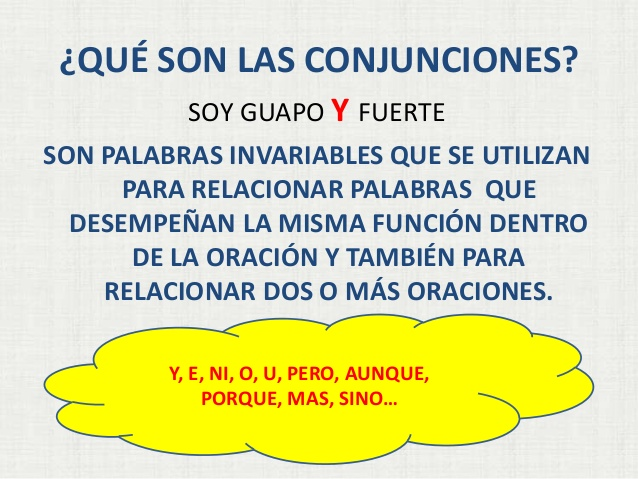 ¿QUÉ SON LAS CONJUNCIONES?
SOY GUAPO Y FUERTE
SON PALABRAS INVARIABLES QUE SE UTILIZAN
PARA RELACIONAR PALABRAS QUE
DESEMPEÑAN LA MISMA FUNCIÓN DENTRO
DE LA ORACIÓN Y TAMBIÉN PARA
RELACIONAR DOS O MÁS ORACIONES.
Y, E, NI, O, U, PERO, AUNQUE,
PORQUE, MAS, SINO...